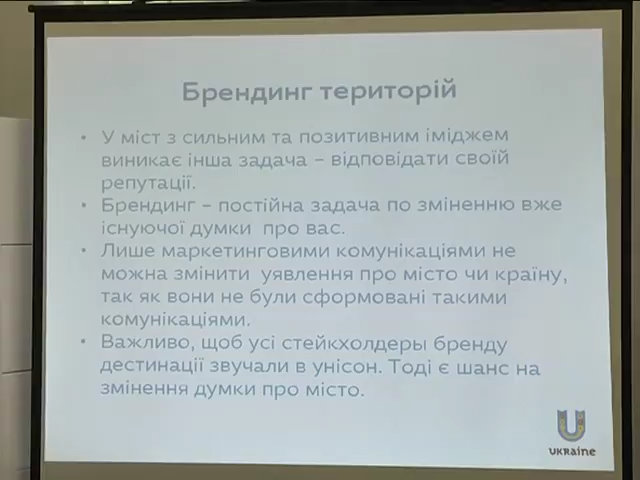 Брендинг територій
• У міст з сильним та позитивним іміджем
виникає інша задача – відповідати своїй
репутації.
• Брендинг – постійна задача по зміненню вже
існуючої думки про вас.
• Лише маркетинговими комунікаціями не
можна змінити уявлення про місто чи країну,
так як вони не були сформовані такими
комунікаціями.
• Важливо, щоб усі стейкхолдеры бренду
дестинації звучали в унісон. Тоді є шанс на
змінення думки про місто.
U
UKRAINE